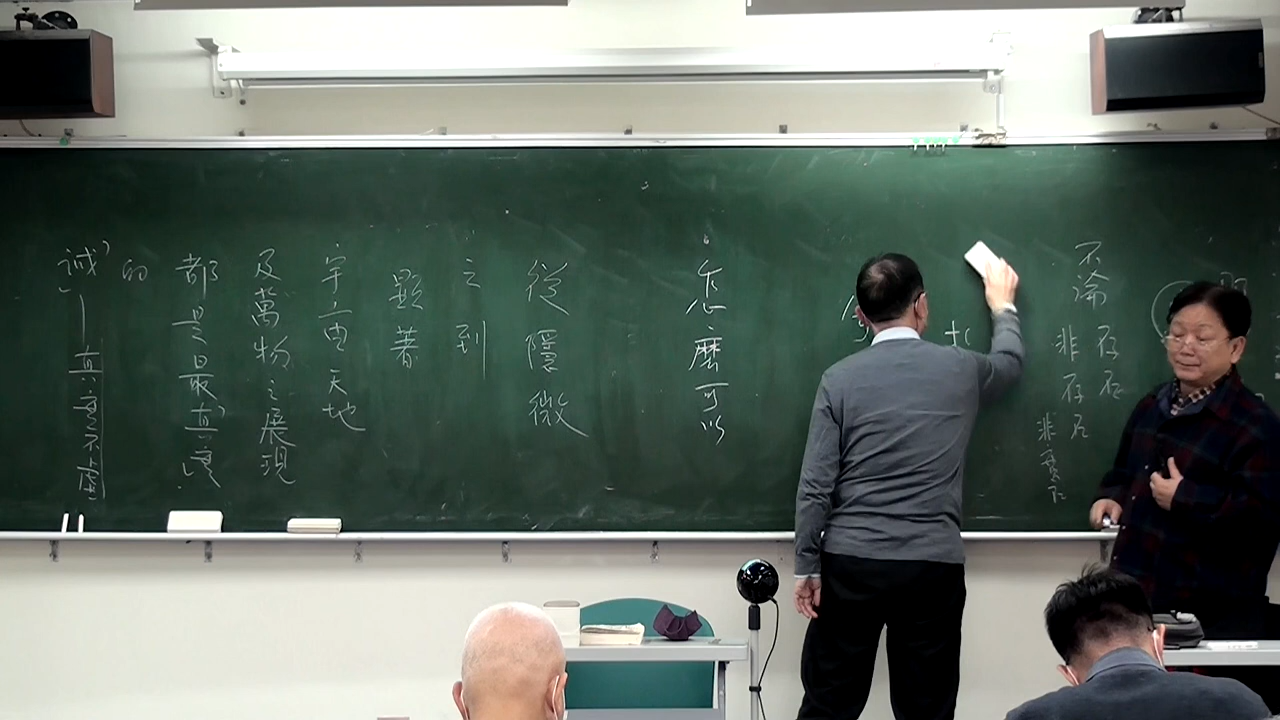 不論
存在
非存在
非
怎麼可以
從隱微
之到
顯著
宇宙天地
及萬物之展現
都是最真實
的
誠」—真實不虛